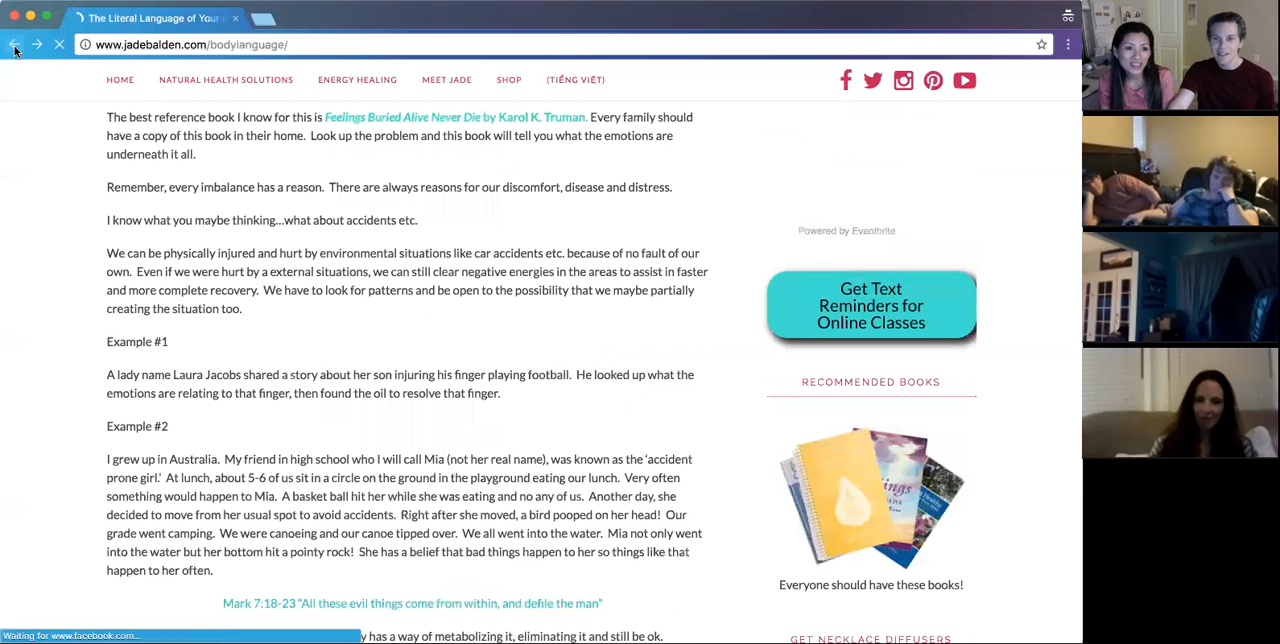 The Literal Language of Your
www.jadebalden.com/bodylanguage/
HOME NATURAL HEALTH SOLUTIONS ENERGY HEALING MEET JADE SHOP (TIẾNG VIỆT)
The best reference book I know for this is Feelings Buried Alive Never Die by Karol K. Truman. Every family should
have a copy of this book in their home. Look up the problem and this book will tell you what the emotions are
underneath it all.
Remember, every imbalance has a reason. There are always reasons for our discomfort, disease and distress.
I know what you maybe thinking...what about accidents etc.
We can be physically injured and hurt by environmental situations like car accidents etc. because of no fault of our
own. Even if we were hurt by a external situations, we can still clear negative energies in the areas to assist in faster
and more complete recovery. We have to look for patterns and be open to the possibility that we maybe partially
creating the situation too.
Example #1
A lady name Laura Jacobs shared a story about her son injuring his finger playing football. He looked up what the
emotions are relating to that finger, then found the oil to resolve that finger.
Example #2
I grew up in Australia. My friend in high school who I will call Mia (not her real name), was known as the 'accident
prone girl.' At lunch, about 5-6 of us sit in a circle on the ground in the playground eating our lunch. Very often
something would happen to Mia. A basket ball hit her while she was eating and no any of us. Another day, she
decided to move from her usual spot to avoid accidents. Right after she moved, a bird pooped on her head! Our
grade went camping. We were canoeing and our canoe tipped over. We all went into the water. Mia not only went
into the water but her bottom hit a pointy rock! She has a belief that bad things happen to her so things like that
happen to her often.
Mark 7:18-23 "All these evil things come from within, and defile the man"
y has a way of metabolizing it, eliminating it and still be ok.
Waiting for www.facebook.com...
Powered by Eventbrite
Get Text
Reminders for
Online Classes
RECOMMENDED BOOKS
Everyone should have these books!
GET NECKLACE DIFFUSERS